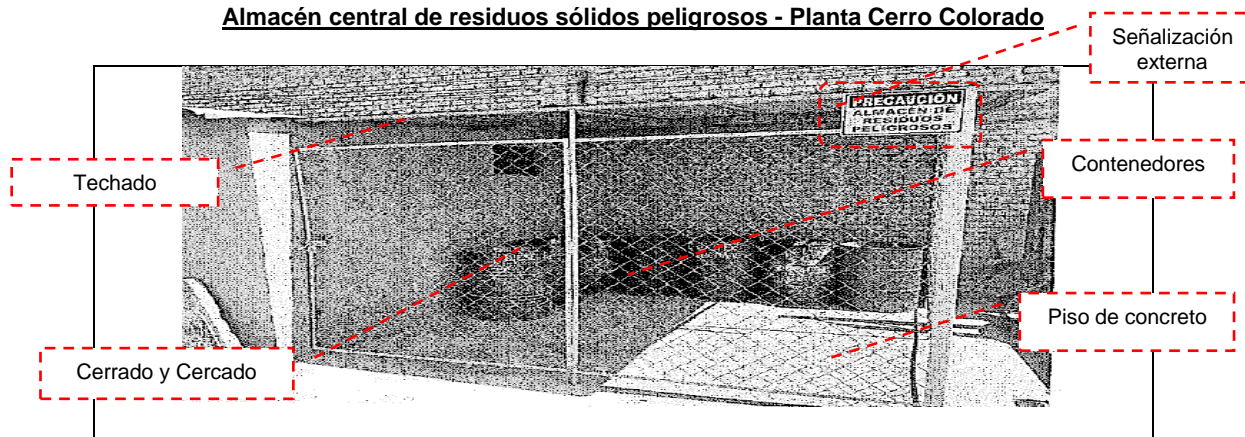 Almacén central de residuos sólidos peligrosos - Planta Cerro Colorado
Señalización
externa
PRECAUCION
ALMACEN DE
RESIDUOS
PELIGROSOS
Techado
Contenedores
Piso de concreto
Cerrado y Cercado